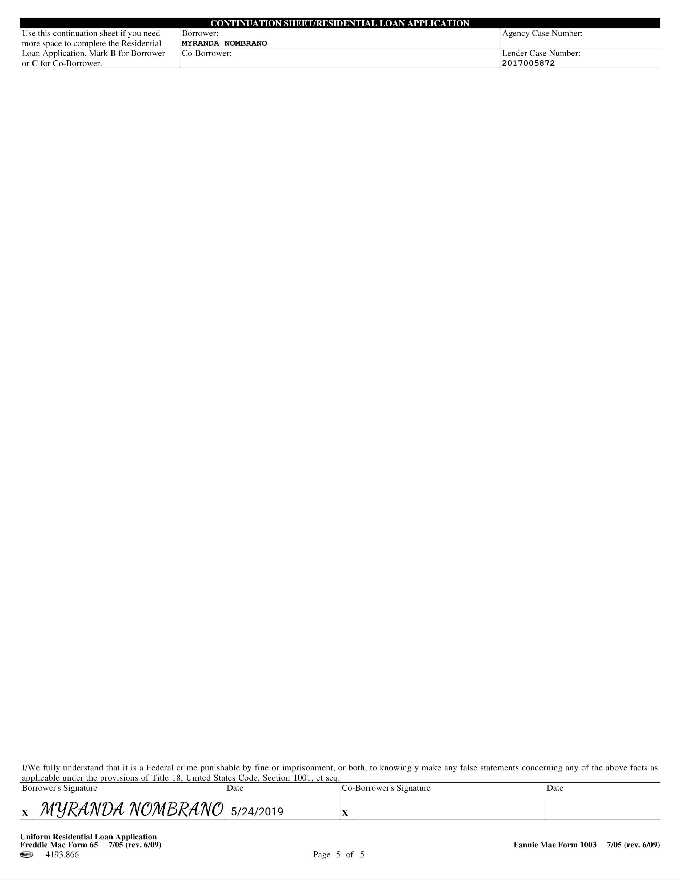 CONTINUATION SHEET/RESIDENTIAL LOAN APPLICATION
Use this continuation sheet if you need
more space to complete the Residential
Loan Application. Mark B for Borrower
or C for Co-Borrower.
Borrower:
MYRANDA NOMBRANO
Co-Borrower:
Agency Case Number:
Lender Case Number:
2017005872
I/We fully understand that it is a Federal crime punishable by fine or imprisonment, or both, to knowingly make any false statements concerning any of the above facts as
applicable under the provisions of Title 18, United States Code, Section 1001, et seq.
Borrower's Signature Date Co-Borrower's Signature Date
X MYRANDA NOMBRANO 5/24/2019 X
Uniform Residential Loan Application
Freddie Mac Form 65 7/05 (rev. 6/09) Fannie Mae Form 1003 7/05 (rev. 6/09)
Page 5 of 5